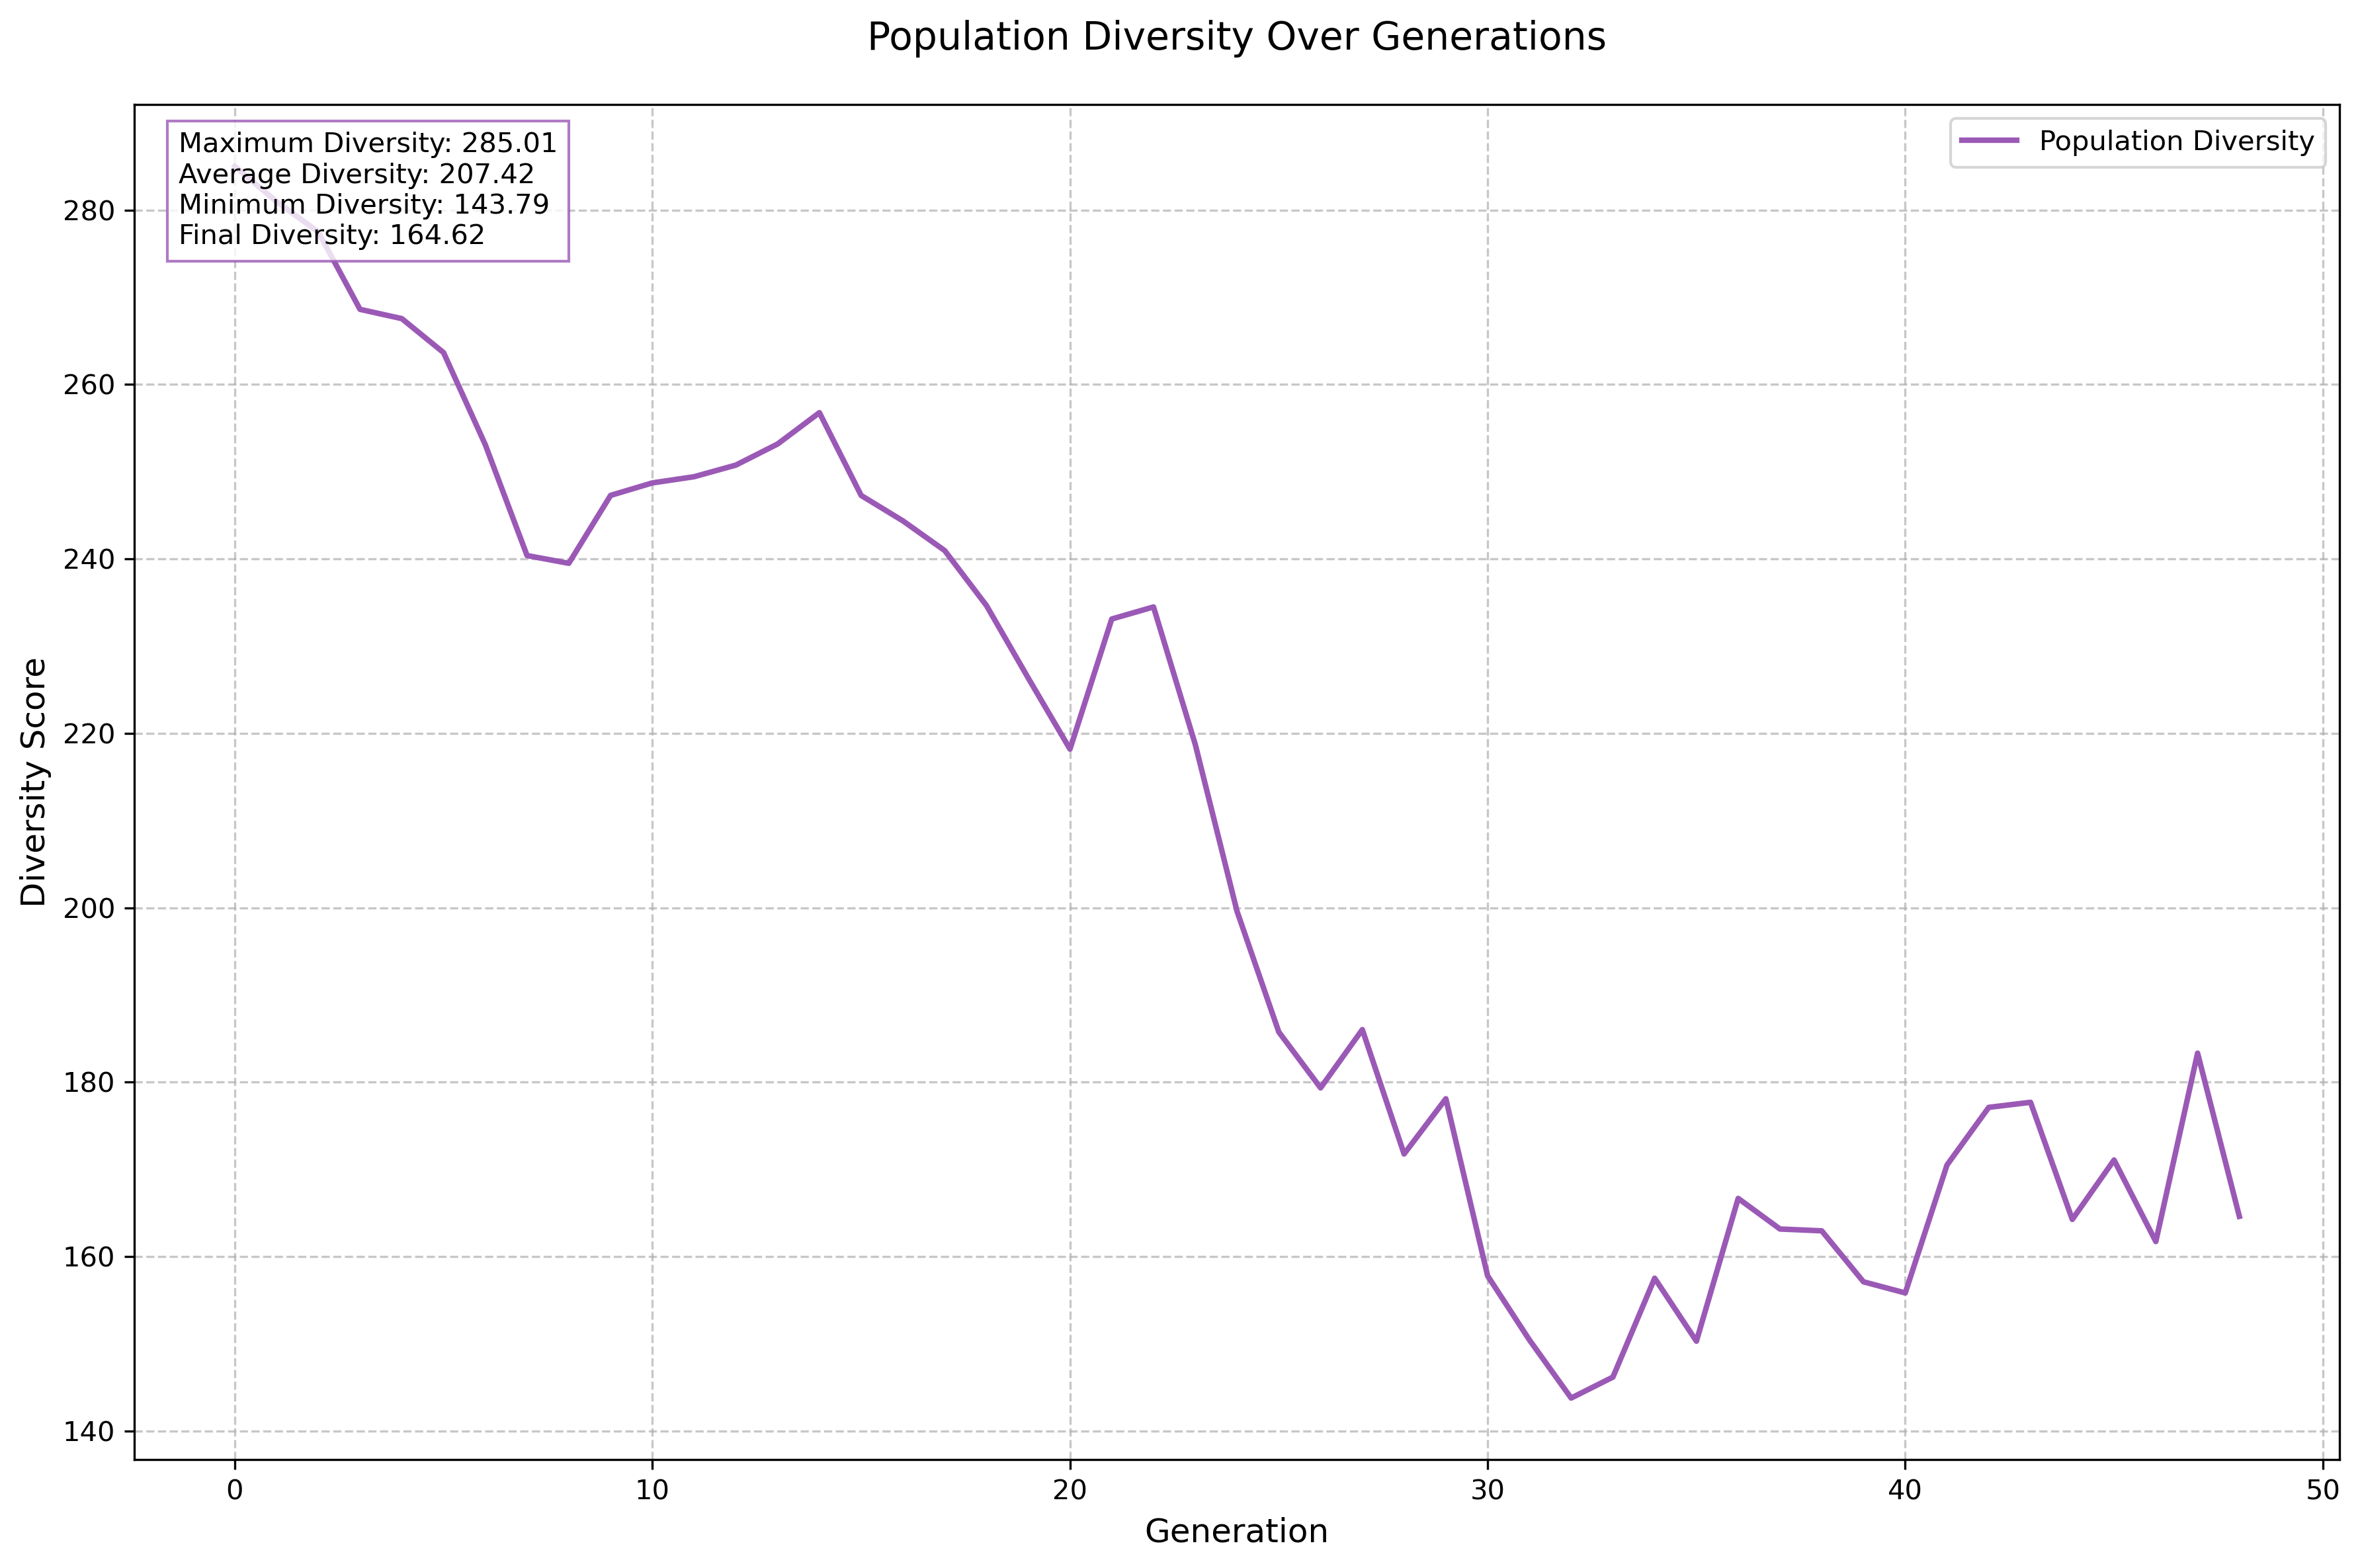 Population Diversity Over Generations
Maximum Diversity: 285.01
Average Diversity: 207.42
Minimum Diversity: 143.79
Final Diversity: 164.62
Population Diversity
Diversity Score
280
260
240
220
200
180
160
140
0 10 20 30 40 50
Generation